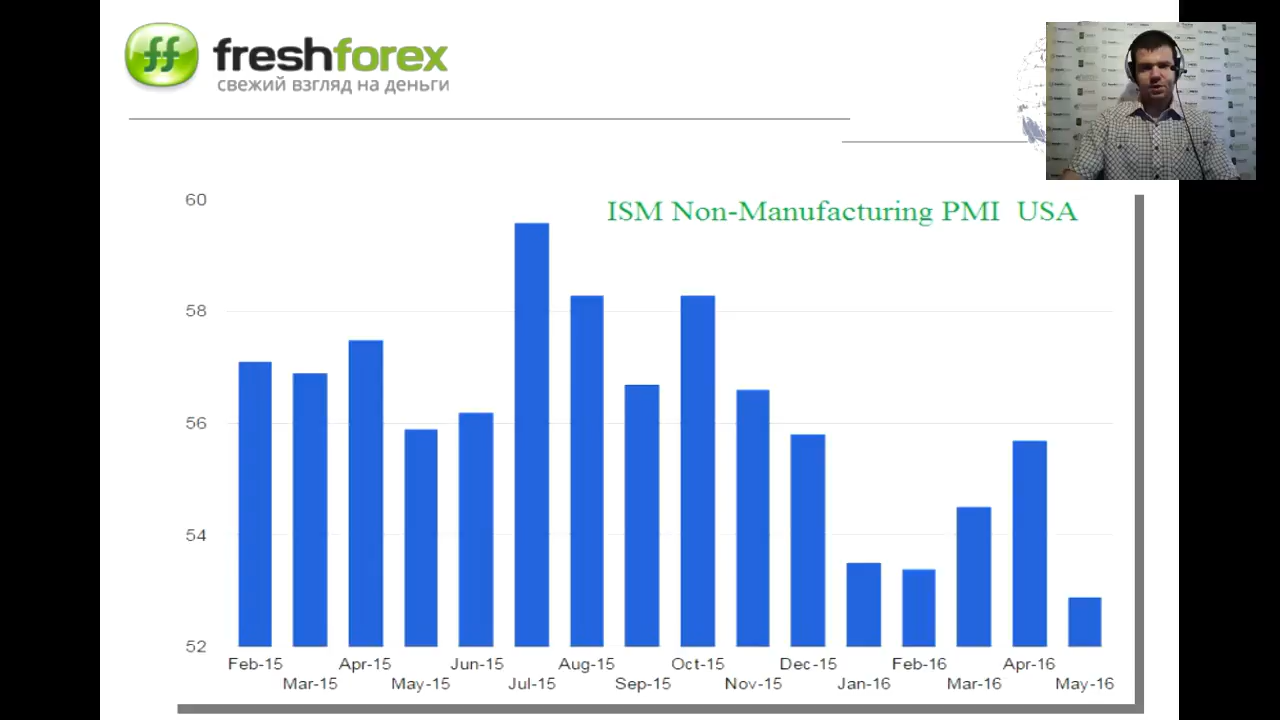 freshforex
свежий взгляд на деньги
ISM Non-Manufacturing PMI USA
60
58
56
54
52
Feb-15
Mar-15
Apr-15
May-15
Jun-15
Jul-15
Aug-15
Sep-15
Oct-15
Nov-15
Dec-15
Jan-16
Feb-16
Mar-16
Apr-16
May-16